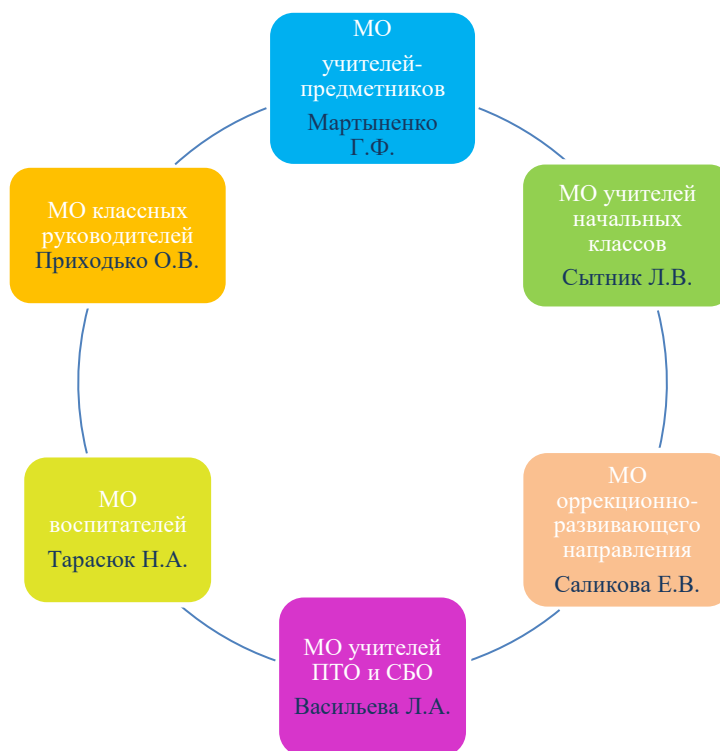 МО
учителей-
предметников
Мартыненко
Г.Ф.
МО учителей
начальных
классов
Сытник Л.В.
МО
оррекционно-
развивающего
направления
Саликова Е.В.
МО учителей
ПТО и СБО
Васильева Л.А.
МО
воспитателей
Тарасюк Н.А.
МО классных
руководителей
Приходько О.В.